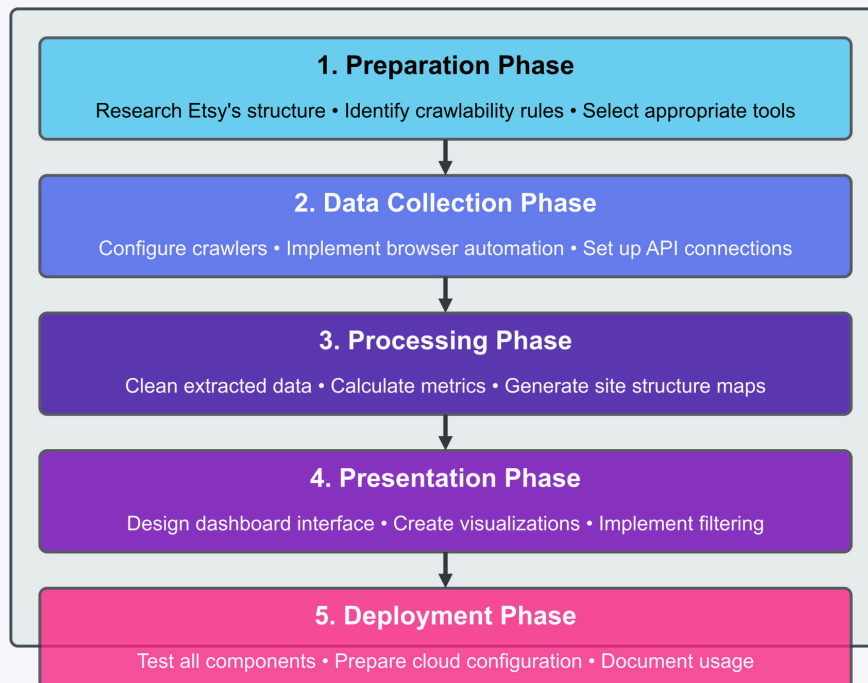 1. Preparation Phase
Research Etsy's structure • Identify crawlability rules • Select appropriate tools
2. Data Collection Phase
Configure crawlers • Implement browser automation • Set up API connections
3. Processing Phase
Clean extracted data • Calculate metrics • Generate site structure maps
4. Presentation Phase
Design dashboard interface • Create visualizations • Implement filtering
5. Deployment Phase
Test all components • Prepare cloud configuration • Document usage